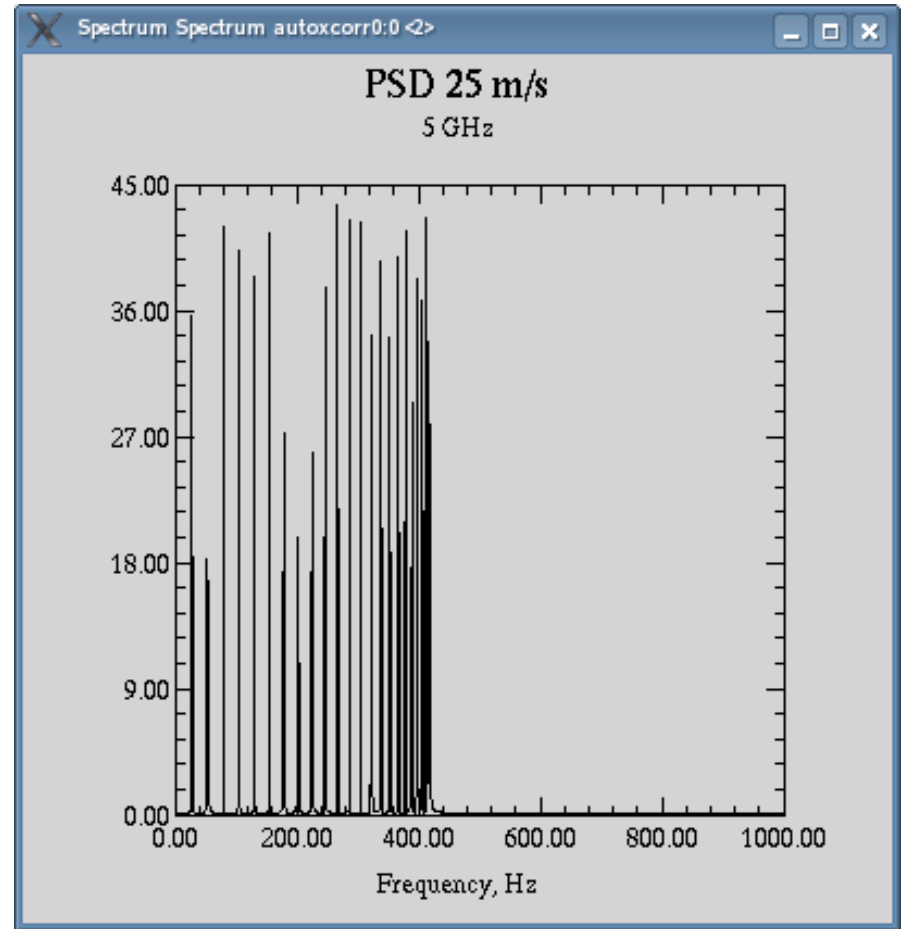 Spectrum Spectrum autoxcorr0:0 <2>
PSD 25 m/s
5 GHz
45.00
36.00
27.00
18.00
9.00
0.00
0.00 200.00 400.00 600.00 800.00 1000.00
Frequency, Hz